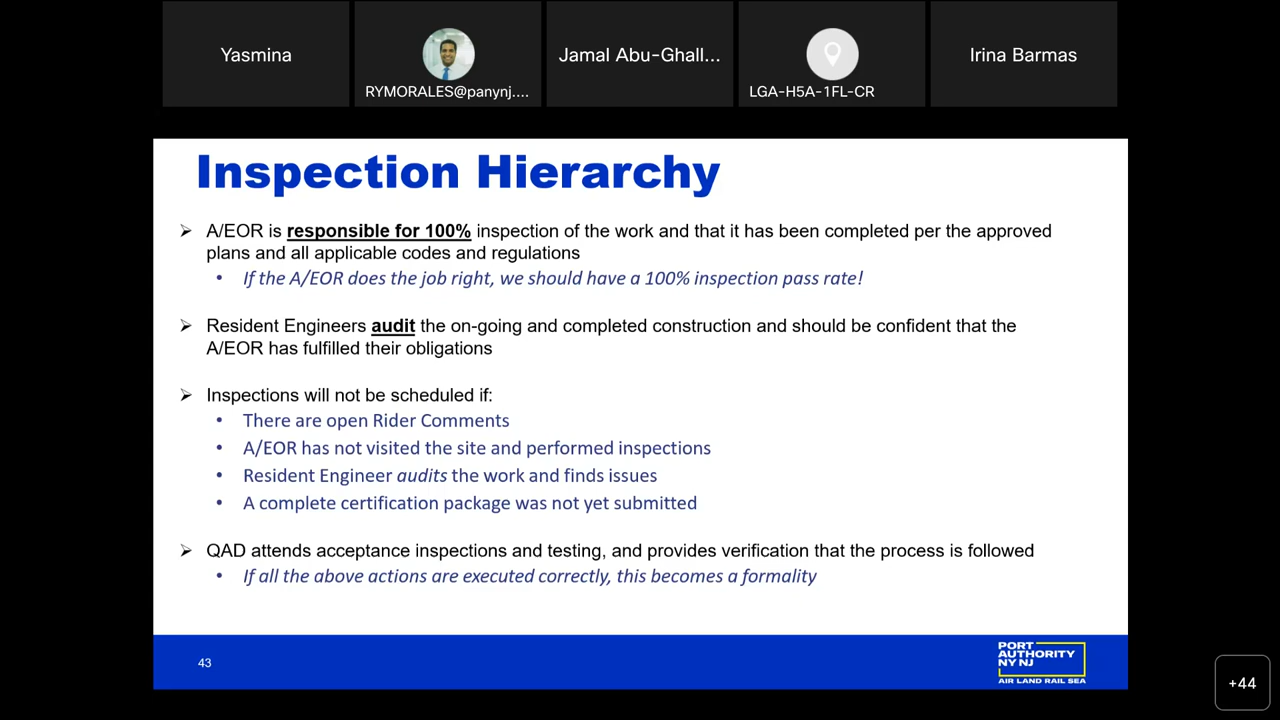 Yasmina
RYMORALES@panynj....
Jamal Abu-Ghall...
LGA-H5A-1FL-CR
Irina Barmas
Inspection Hierarchy
➢ A/EOR is responsible for 100% inspection of the work and that it has been completed per the approved
plans and all applicable codes and regulations
• If the A/EOR does the job right, we should have a 100% inspection pass rate!
➢ Resident Engineers audit the on-going and completed construction and should be confident that the
A/EOR has fulfilled their obligations
➢ Inspections will not be scheduled if:
• There are open Rider Comments
• A/EOR has not visited the site and performed inspections
• Resident Engineer audits the work and finds issues
• A complete certification package was not yet submitted
➢ QAD attends acceptance inspections and testing, and provides verification that the process is followed
• If all the above actions are executed correctly, this becomes a formality
43
PORT
AUTHORITY
NY NJ
AIR LAND RAIL SEA
+44